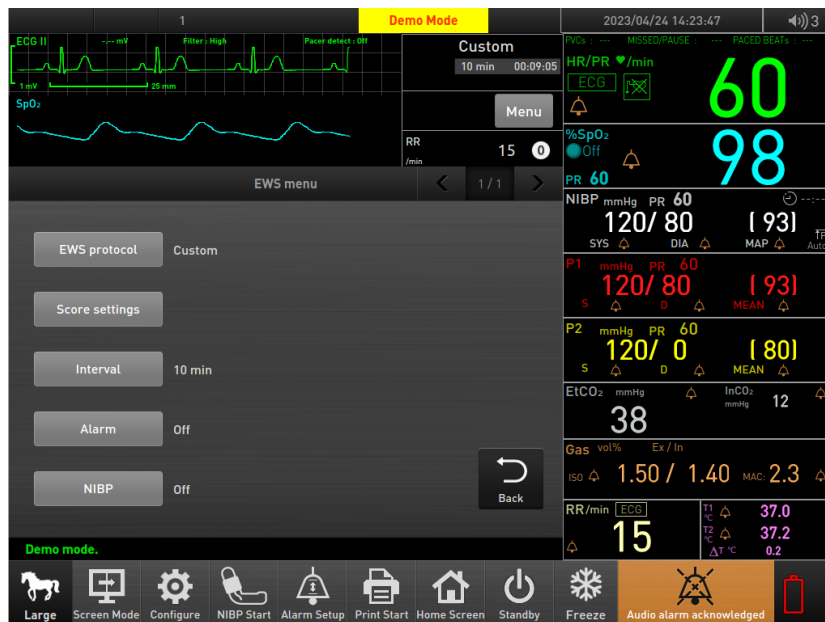 1
Demo Mode
2023/04/24 14:23:47
3
ECG II
-.-- mV
Filter : High
Pacer detect : Off
1 mV
25 mm
SpO₂
Custom
10 min 00:09:05
Menu
RR
/min
15 0
EWS menu
1/1
EWS protocol Custom
Score settings
Interval 10 min
Alarm Off
NIBP Off
Back
Demo mode.
PVCs : --- MISSED/PAUSE : --- PACED BEATs : ---
HR/PR /min
ECG
60
%SpO₂
Off
98
PR 60
NIBP mmHg PR 60
--:--
120/ 80 ( 93)
SYS DIA MAP
Auto
P1 mmHg PR 60
120/ 80 ( 93)
S D MEAN
P2 mmHg PR 60
120/ 0 ( 80)
S D MEAN
EtCO₂ mmHg
38
InCO₂
mmHg
12
Gas vol% Ex / In
ISO 1.50 / 1.40 MAC: 2.3
RR/min ECG
15
T1 °C 37.0
T2 °C 37.2
ΔT °C 0.2
Large
Screen Mode
Configure
NIBP Start
Alarm Setup
Print Start
Home Screen
Standby
Freeze
Audio alarm acknowledged